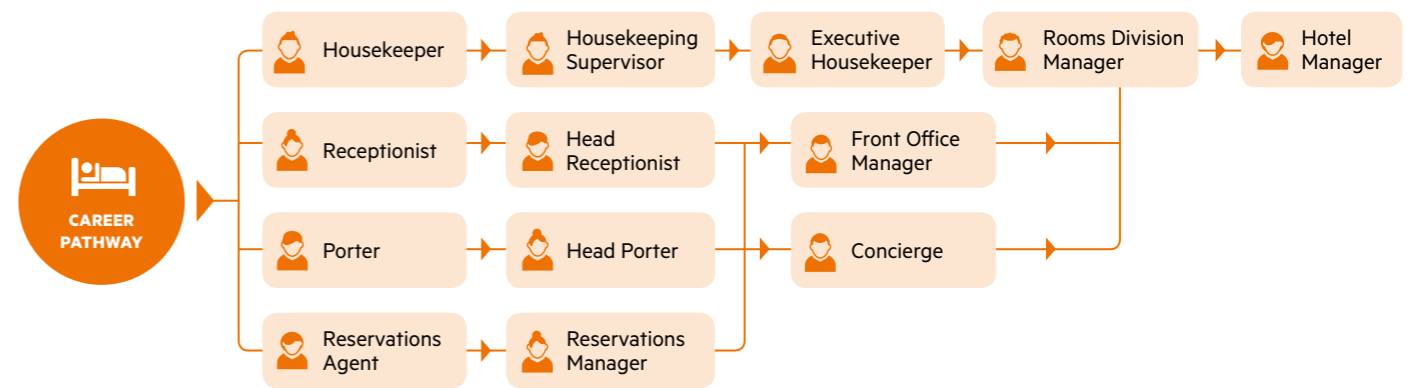 CAREER
PATHWAY
Housekeeper
Housekeeping
Supervisor
Executive
Housekeeper
Rooms Division
Manager
Hotel
Manager
Receptionist
Head
Receptionist
Front Office
Manager
Porter
Head Porter
Concierge
Reservations
Agent
Reservations
Manager